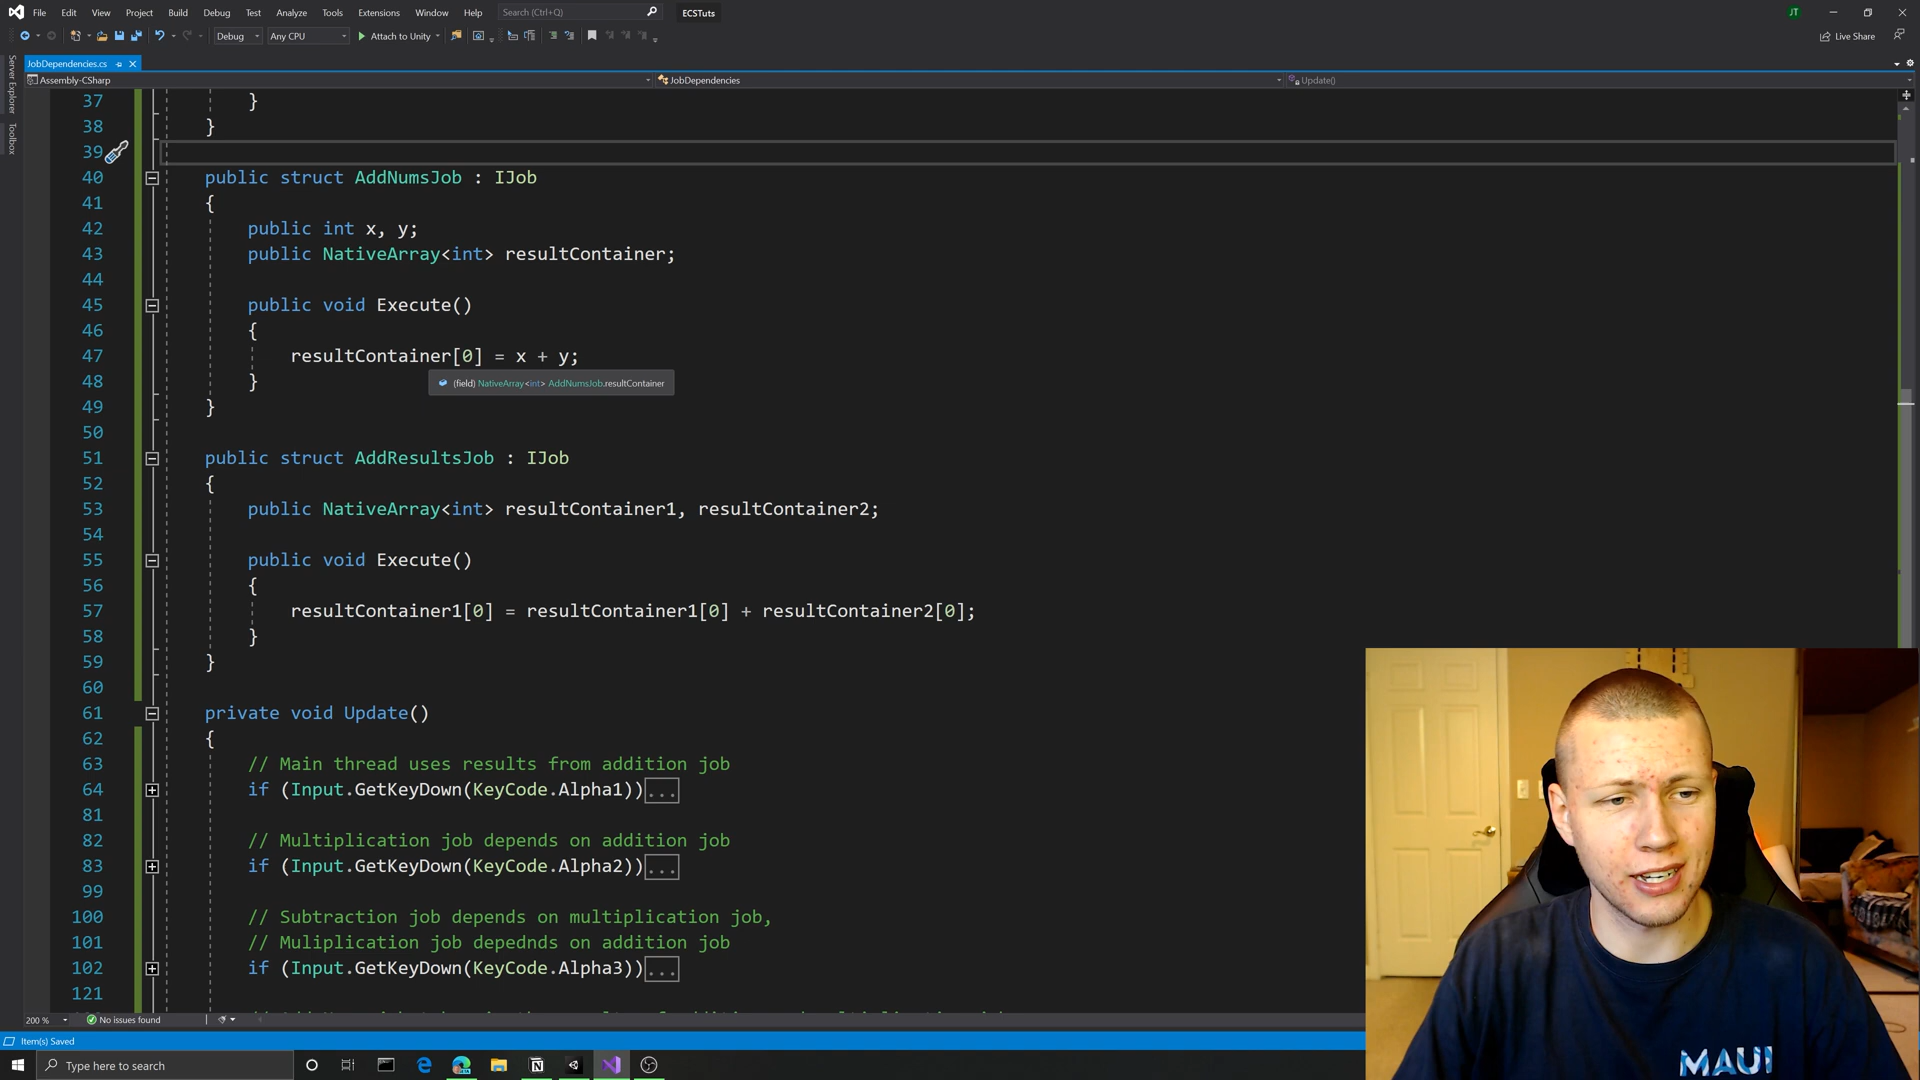 File Edit View Project Build Debug Test Analyze Tools Extensions Window Help Search (Ctrl+Q) ECSTuts JT
Debug Any CPU Attach to Unity Live Share
JobDependencies.cs
Assembly-CSharp JobDependencies Update()
Server Explorer
Toolbox
37 }
38 }
39
40 public struct AddNumsJob : IJob
41 {
42 public int x, y;
43 public NativeArray<int> resultContainer;
44
45 public void Execute()
46 {
47 resultContainer[0] = x + y;
48 }
(field) NativeArray<int> AddNumsJob.resultContainer
49 }
50
51 public struct AddResultsJob : IJob
52 {
53 public NativeArray<int> resultContainer1, resultContainer2;
54
55 public void Execute()
56 {
57 resultContainer1[0] = resultContainer1[0] + resultContainer2[0];
58 }
59 }
60
61 private void Update()
62 {
63 // Main thread uses results from addition job
64 if (Input.GetKeyDown(KeyCode.Alpha1))...
81
82 // Multiplication job depends on addition job
83 if (Input.GetKeyDown(KeyCode.Alpha2))...
99
100 // Subtraction job depends on multiplication job,
101 // Muliplication job depednds on addition job
102 if (Input.GetKeyDown(KeyCode.Alpha3))...
121
200 % No issues found
Item(s) Saved
Type here to search
MAUI